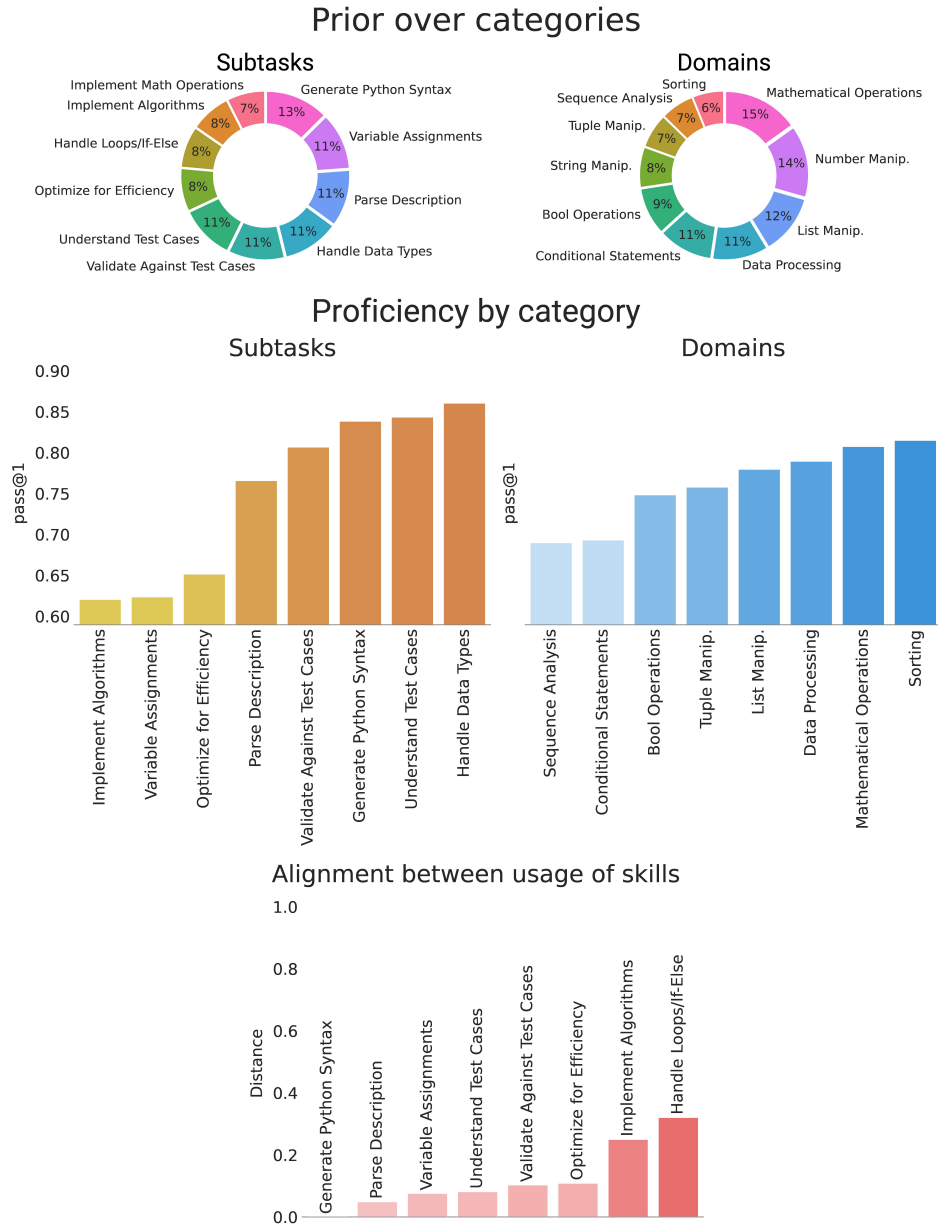 Prior over categories
Subtasks
Domains
Implement Math Operations
Implement Algorithms
Handle Loops/If-Else
Optimize for Efficiency
Understand Test Cases
Validate Against Test Cases
Generate Python Syntax
Variable Assignments
Parse Description
Handle Data Types
7%
13%
8%
11%
8%
11%
8%
11%
11%
11%
Sorting
Sequence Analysis
Tuple Manip.
String Manip.
Bool Operations
Conditional Statements
Mathematical Operations
Number Manip.
List Manip.
Data Processing
6%
15%
7%
14%
7%
8%
12%
9%
11%
11%
Proficiency by category
Subtasks
Domains
pass@1
0.90
0.85
0.80
0.75
0.70
0.65
0.60
Implement Algorithms
Variable Assignments
Optimize for Efficiency
Parse Description
Validate Against Test Cases
Generate Python Syntax
Understand Test Cases
Handle Data Types
pass@1
Sequence Analysis
Conditional Statements
Bool Operations
Tuple Manip.
List Manip.
Data Processing
Mathematical Operations
Sorting
Alignment between usage of skills
Distance
1.0
0.8
0.6
0.4
0.2
0.0
Generate Python Syntax
Parse Description
Variable Assignments
Understand Test Cases
Validate Against Test Cases
Optimize for Efficiency
Implement Algorithms
Handle Loops/If-Else